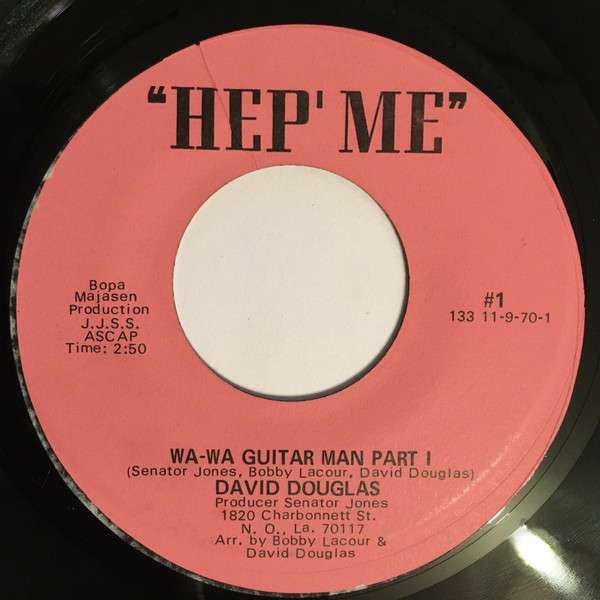 “HEP' ME”
Bopa
Majasen
Production
J.J.S.S.
ASCAP
Time: 2:50
#1
133 11-9-70-1
WA-WA GUITAR MAN PART I
(Senator Jones, Bobby Lacour, David Douglas)
DAVID DOUGLAS
Producer Senator Jones
1820 Charbonnett St.
N. O., La. 70117
Arr. by Bobby Lacour &
David Douglas